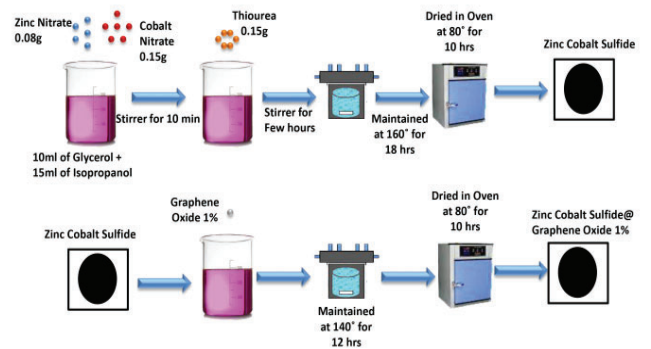 Zinc Nitrate
0.08g
Cobalt
Nitrate
0.15g
Thiourea
0.15g
Dried in Oven
at 80˚ for
10 hrs
Zinc Cobalt Sulfide
Stirrer for 10 min
Stirrer for
Few hours
Maintained
at 160˚ for
18 hrs
10ml of Glycerol +
15ml of Isopropanol
Zinc Cobalt Sulfide
Graphene
Oxide 1%
Maintained
at 140˚ for
12 hrs
Dried in Oven
at 80˚ for
10 hrs
Zinc Cobalt Sulfide@
Graphene Oxide 1%